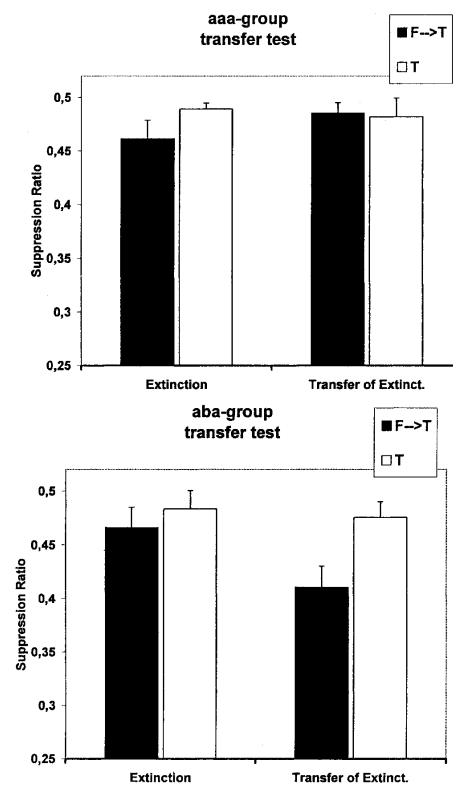 aaa-group
transfer test
F-->T
T
0,5
0,45
0,4
0,35
0,3
0,25
Suppression Ratio
Extinction
Transfer of Extinct.
aba-group
transfer test
F-->T
T
0,5
0,45
0,4
0,35
0,3
0,25
Suppression Ratio
Extinction
Transfer of Extinct.